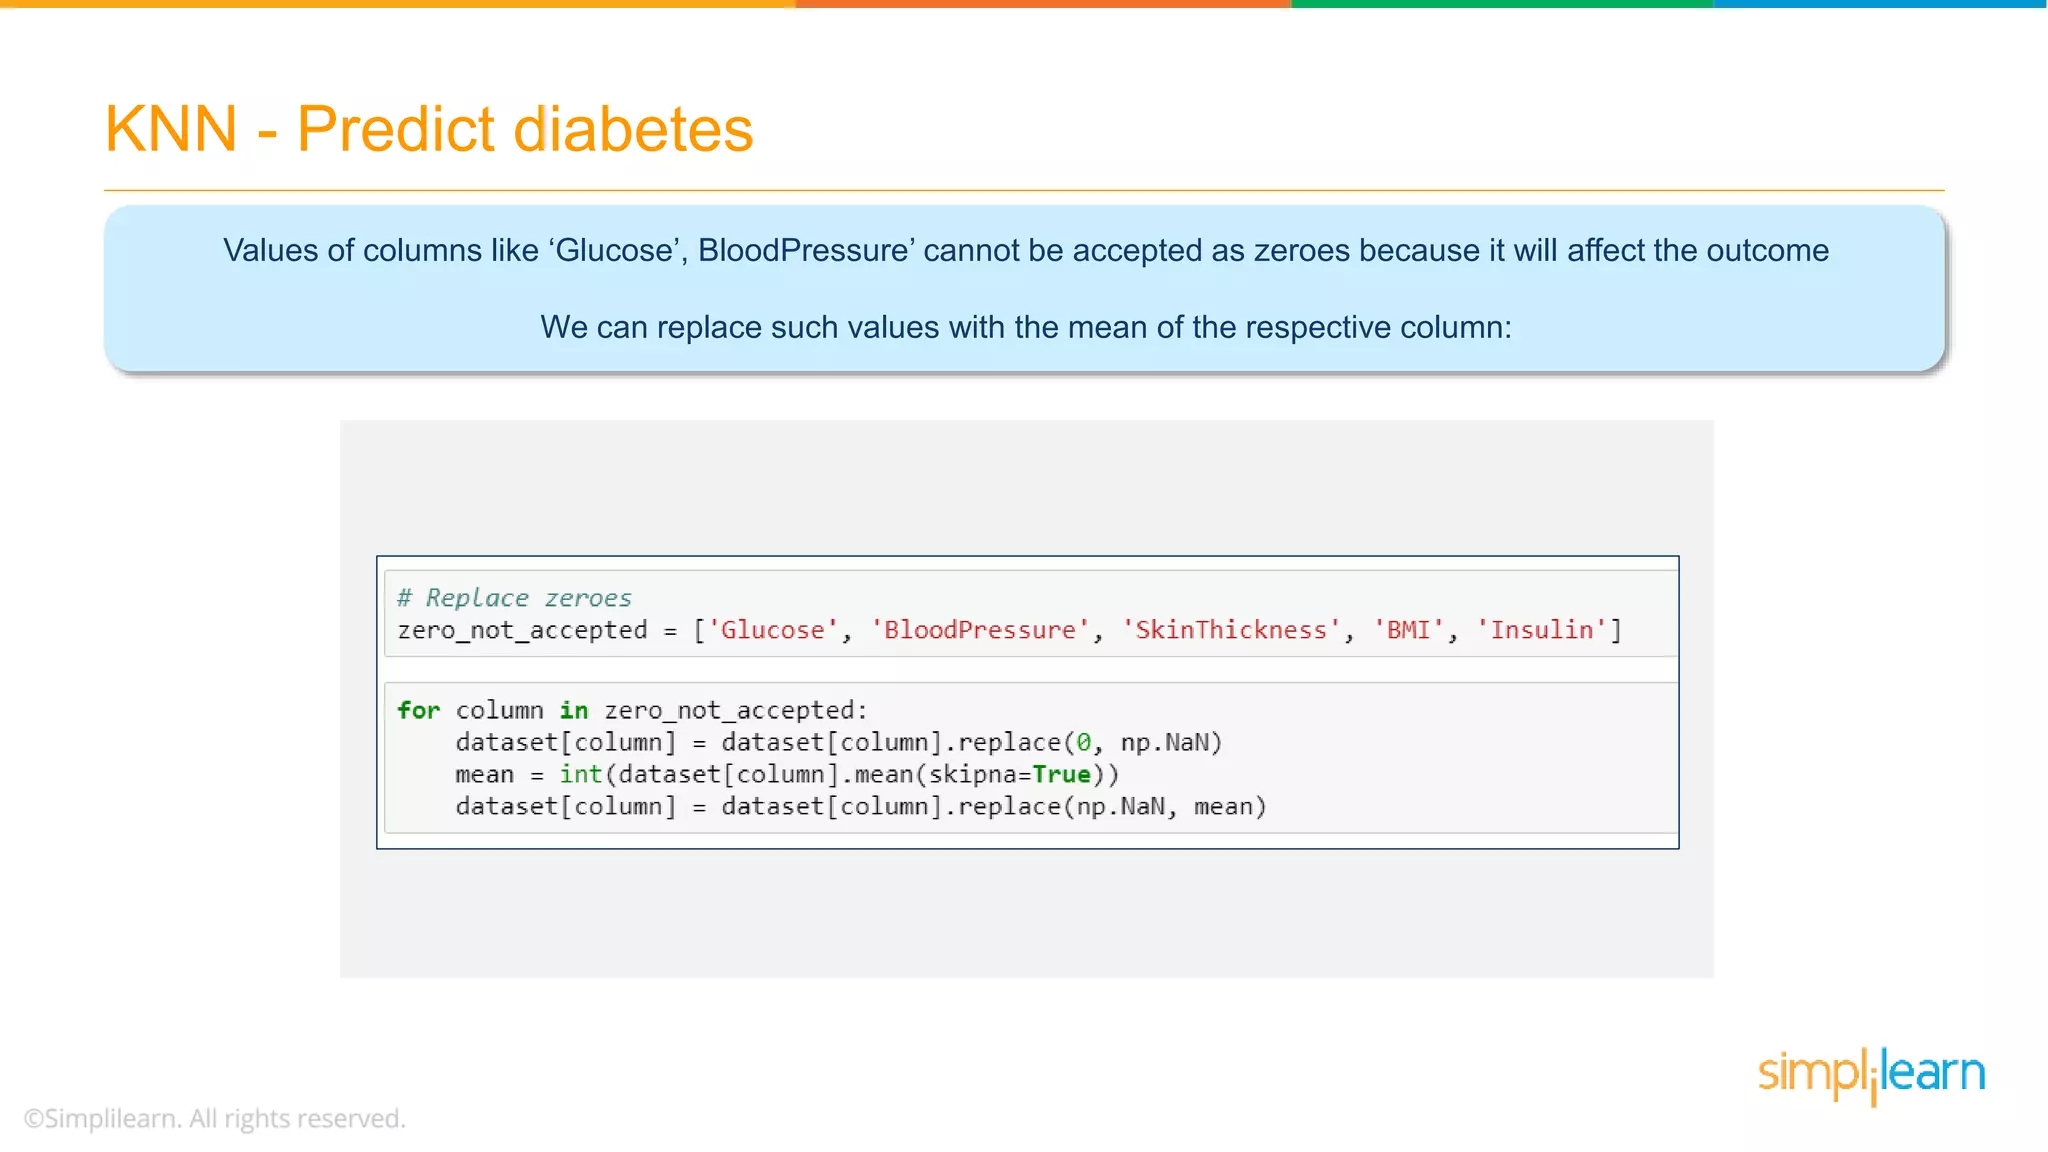 KNN - Predict diabetes
Values of columns like ‘Glucose’, BloodPressure’ cannot be accepted as zeroes because it will affect the outcome
We can replace such values with the mean of the respective column:
# Replace zeroes
zero_not_accepted = ['Glucose', 'BloodPressure', 'SkinThickness', 'BMI', 'Insulin']
for column in zero_not_accepted:
    dataset[column] = dataset[column].replace(0, np.NaN)
    mean = int(dataset[column].mean(skipna=True))
    dataset[column] = dataset[column].replace(np.NaN, mean)
simplilearn
©Simplilearn. All rights reserved.